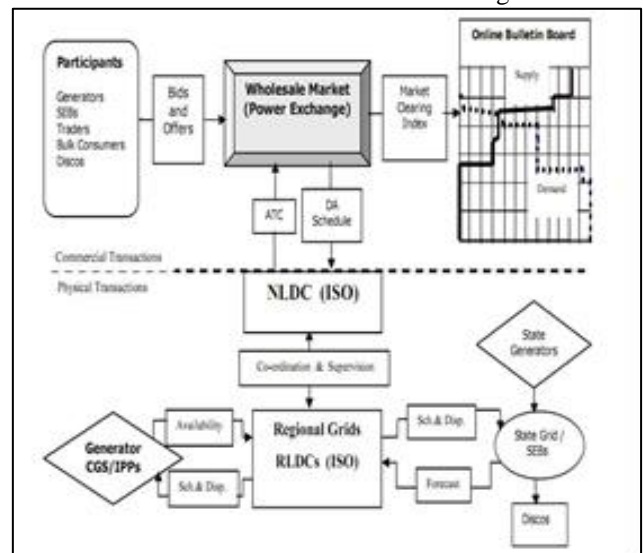 Participants
Generators
SEBs
Traders
Bulk Consumers
Discos
Bids
and
Offers
Wholesale Market
(Power Exchange)
Market
Clearing
Index
Online Bulletin Board
Supply
Demand
ATC
DA
Schedule
Commercial Transactions
Physical Transactions
NLDC (ISO)
Co-ordination & Supervision
State
Generators
Generator
CGS/IPPs
Availability
Sch.& Disp.
Regional Grids
RLDCs (ISO)
Sch.& Disp.
Forecast
State Grid /
SEBs
Discos